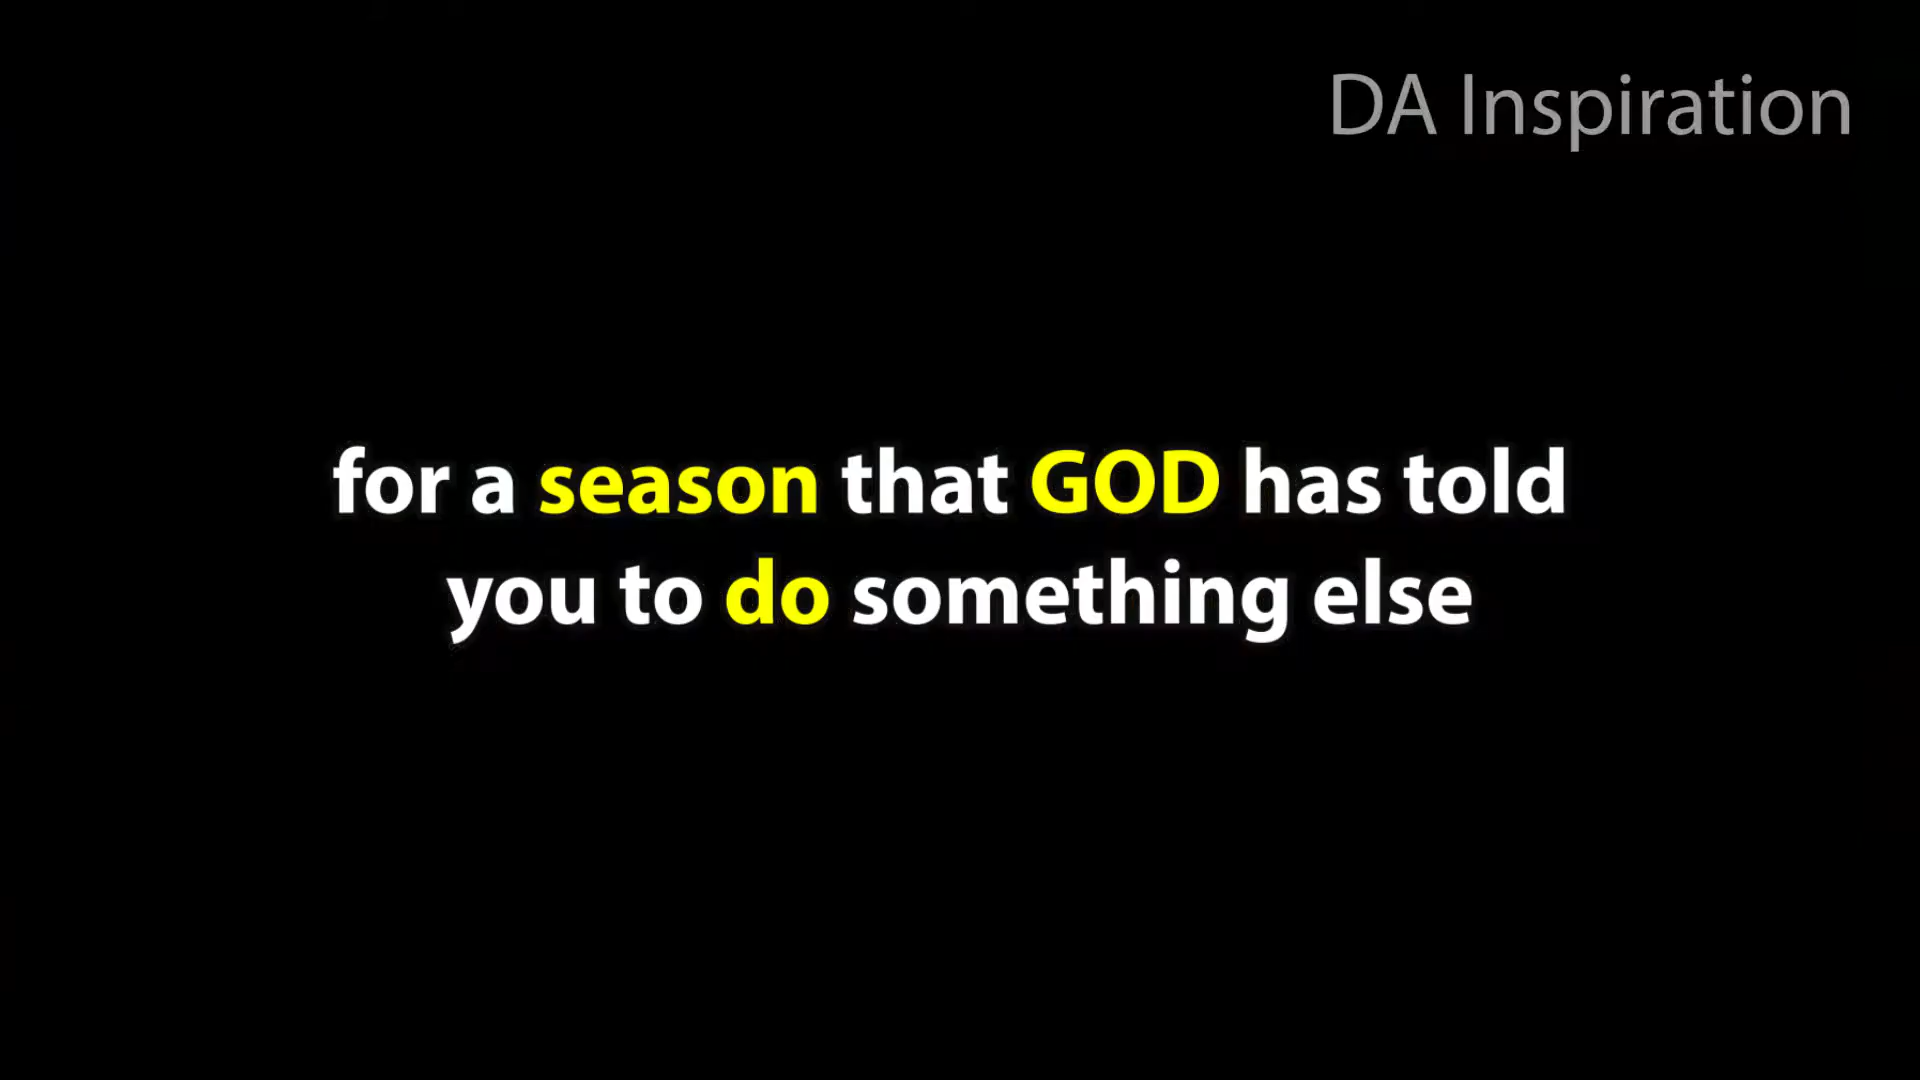 DA Inspiration
for a season that GOD has told
you to do something else